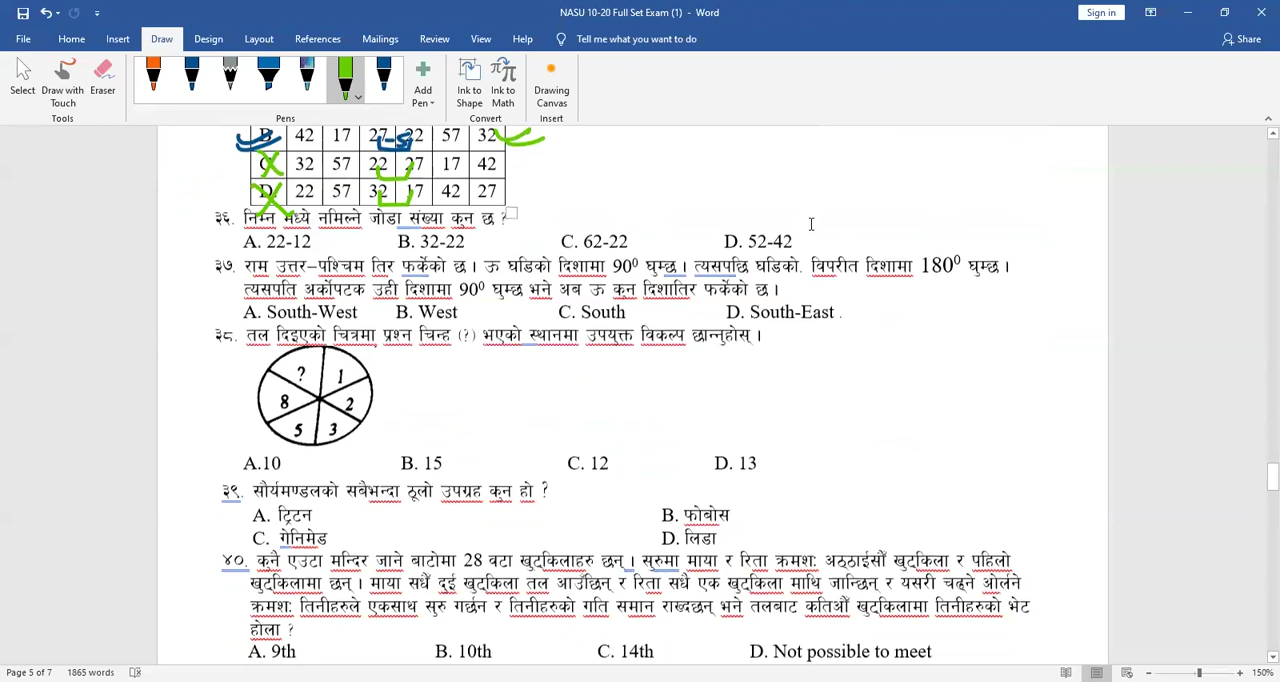 NASU 10-20 Full Set Exam (1) - Word
Sign in
File Home Insert Draw Design Layout References Mailings Review View Help Tell me what you want to do Share
Select Draw with Touch Eraser Add Pen Ink to Shape Ink to Math Drawing Canvas
Tools Pens Convert Insert
B 42 17 27 22 57 32
-5
C 32 57 22 27 17 42
D. 22 57 32 17 42 27
३६. निम्न मध्ये नमिल्ने जोडा संख्या कुन छ ?
A. 22-12 B. 32-22 C. 62-22 D. 52-42
३७. राम उत्तर-पश्चिम तिर फर्केको छ । ऊ घडिको दिशामा 90⁰ घुम्छ । त्यसपछि घडिको. विपरीत दिशामा 180⁰ घुम्छ ।
त्यसपति अर्कोपटक उही दिशामा 90⁰ घुम्छ भने अब ऊ कुन दिशातिर फर्केको छ ।
A. South-West B. West C. South D. South-East .
३८. तल दिइएको चित्रमा प्रश्न चिन्ह (?) भएको स्थानमा उपयुक्त विकल्प छान्नुहोस् ।
? 1
8 2
5 3
A.10 B. 15 C. 12 D. 13
३९. सौर्यमण्डलको सबैभन्दा ठूलो उपग्रह कुन हो ?
A. ट्रिटन B. फोबोस
C. गेनिमेड D. लिडा
४०. कुनै एउटा मन्दिर जाने बाटोमा 28 वटा खुट्किलाहरु छन् । सुरुमा माया र रिता क्रमशः अठ्ठाईसौं खुट्किला र पहिलो
खुट्किलामा छन् । माया सधैं दुई खुट्किला तल आउँछिन् र रिता सधै एक खुट्किला माथि जान्छिन् र यसरी चढ्ने ओर्लने
क्रमशः तिनीहरुले एकसाथ सुरु गर्छन र तिनीहरुको गति समान राख्दछन् भने तलबाट कतिऔं खुट्किलामा तिनीहरुको भेट
होला ?
A. 9th B. 10th C. 14th D. Not possible to meet
Page 5 of 7 1865 words 150%